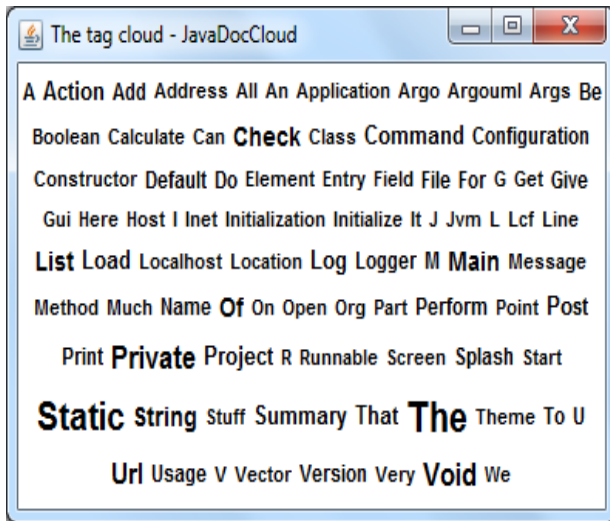 The tag cloud - JavaDocCloud
A Action Add Address All An Application Argo Argouml Args Be
Boolean Calculate Can Check Class Command Configuration
Constructor Default Do Element Entry Field File For G Get Give
Gui Here Host I Inet Initialization Initialize It J Jvm L Lcf Line
List Load Localhost Location Log Logger M Main Message
Method Much Name Of On Open Org Part Perform Point Post
Print Private Project R Runnable Screen Splash Start
Static String Stuff Summary That The Theme To U
Url Usage V Vector Version Very Void We